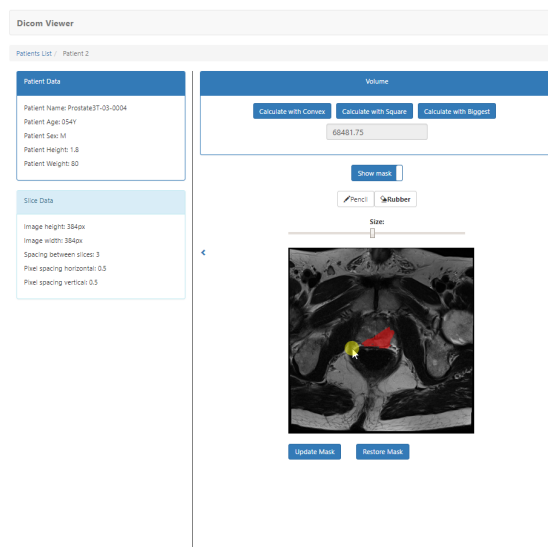 Dicom Viewer
Patients List / Patient 2
Patient Data
Patient Name: Prostate3T-03-0004
Patient Age: 054Y
Patient Sex: M
Patient Height: 1.8
Patient Weight: 80
Slice Data
Image height: 384px
Image width: 384px
Spacing between slices: 3
Pixel spacing horizontal: 0.5
Pixel spacing vertical: 0.5
Volume
Calculate with Convex Calculate with Square Calculate with Biggest
68481.75
Show mask
Pencil Rubber
Size:
Update Mask Restore Mask